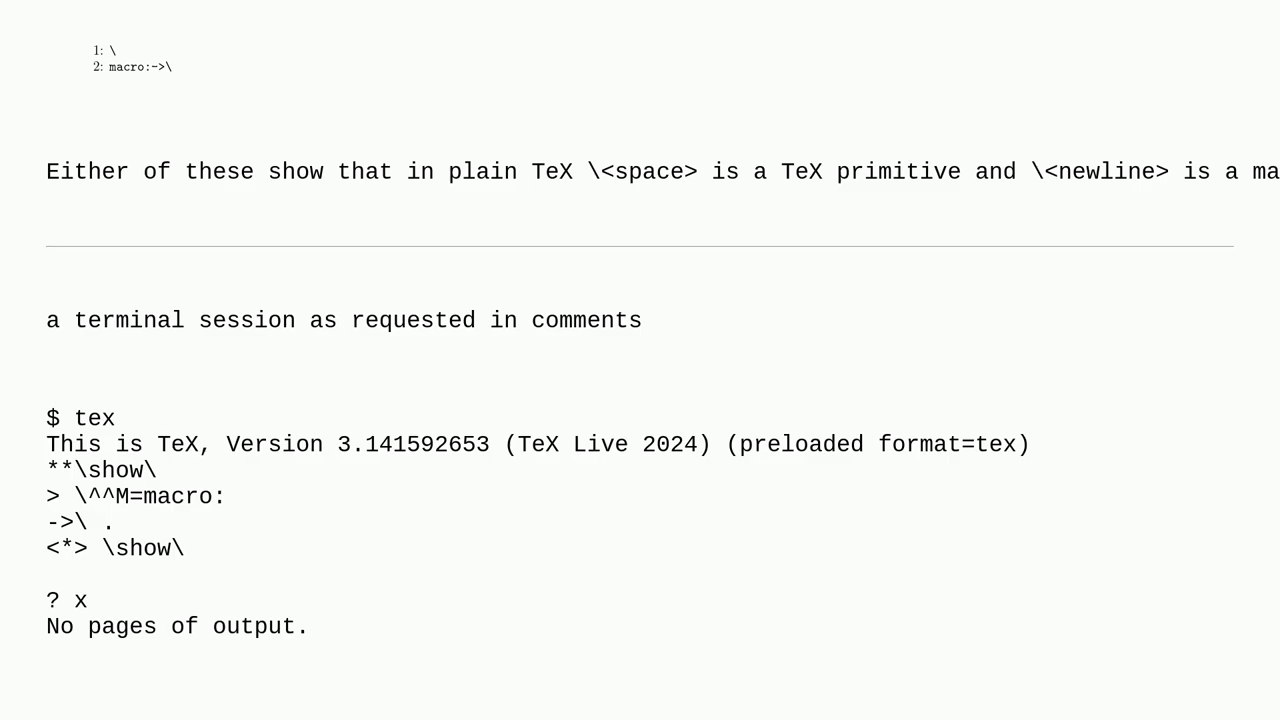 1: \
2: macro:->\
Either of these show that in plain TeX \<space> is a TeX primitive and \<newline> is a ma
a terminal session as requested in comments
$ tex
This is TeX, Version 3.141592653 (TeX Live 2024) (preloaded format=tex)
**\show\
> \^^M=macro:
->\ .
<*> \show\
? x
No pages of output.